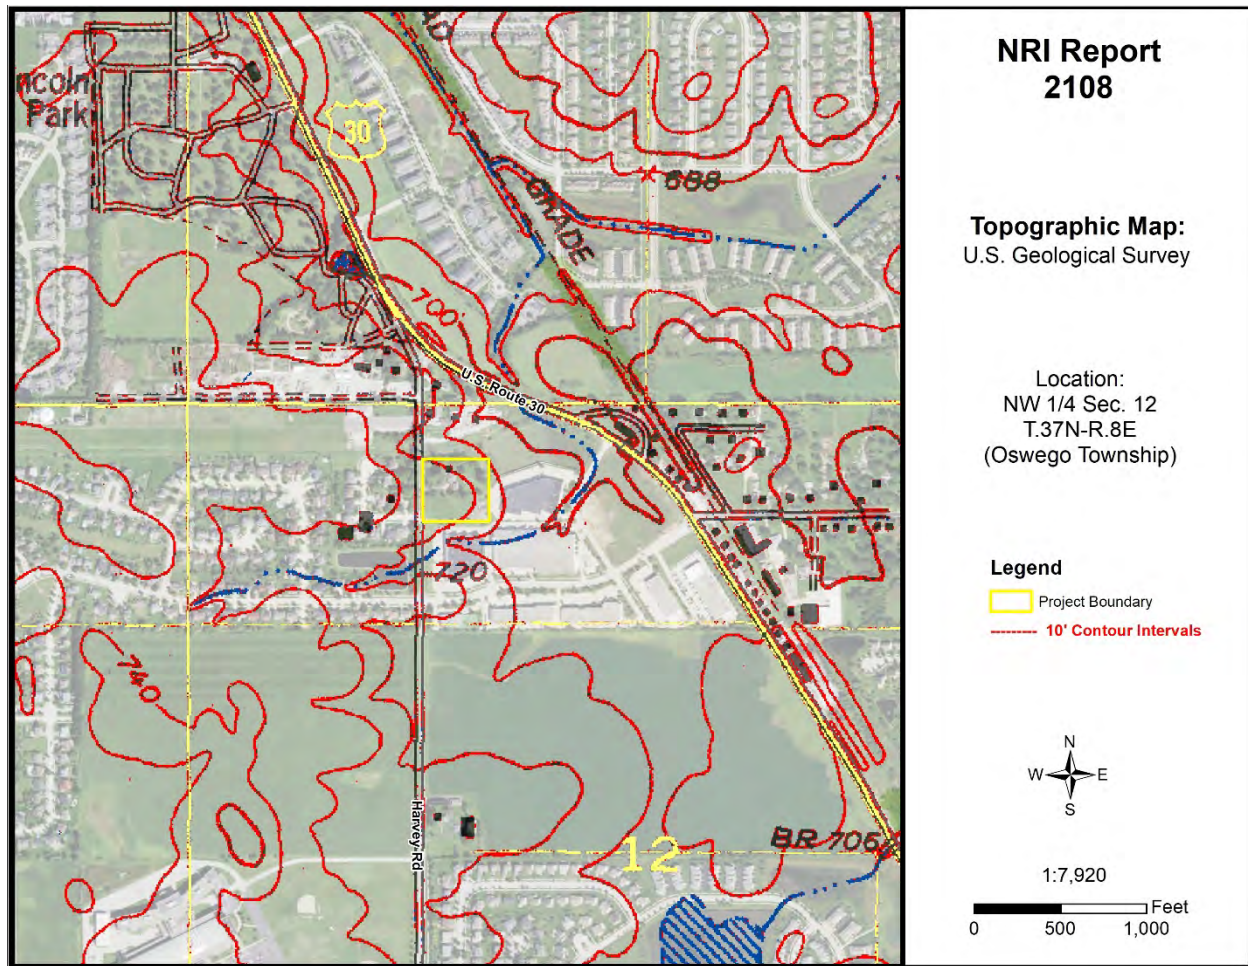 ncoln
Park
30
AD
GRADE
688
700
U.S. Route 30
720
740
Harvey Rd
BR 706
12
NRI Report
2108
Topographic Map:
U.S. Geological Survey
Location:
NW 1/4 Sec. 12
T.37N-R.8E
(Oswego Township)
Legend
Project Boundary
10' Contour Intervals
N
W E
S
1:7,920
Feet
0 500 1,000